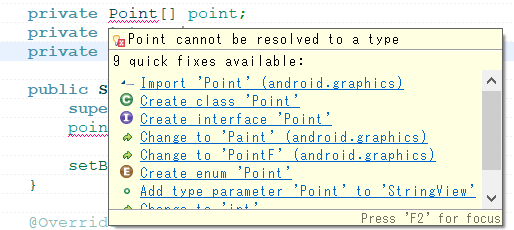 private Point[] point;
private
private
Point cannot be resolved to a type
9 quick fixes available:
Import 'Point' (android.graphics)
Create class 'Point'
Create interface 'Point'
Change to 'Paint' (android.graphics)
Change to 'PointF' (android.graphics)
Create enum 'Point'
Add type parameter 'Point' to 'StringView'
Change to 'int'
Press 'F2' for focus
public S
supe
poin
setB
}
@Overrid